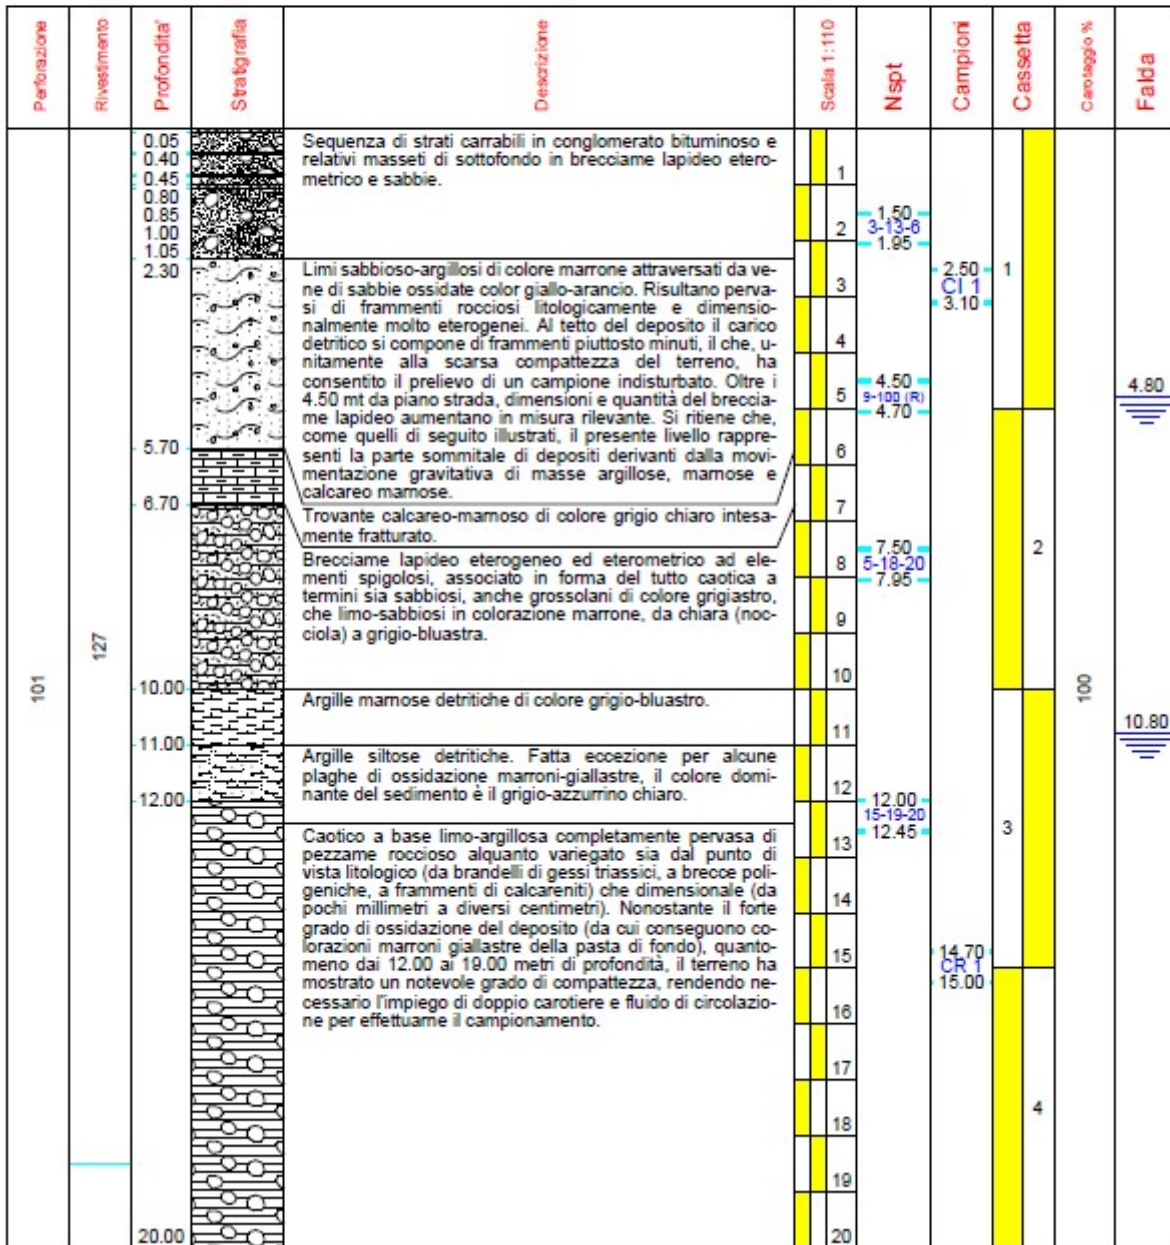 Perforazione
Rivestimento
Profondita'
Stratigrafia
Descrizione
Scala 1:110
Nspt
Campioni
Cassetta
Carotaggio %
Falda
101
127
0.05
0.40
0.45
0.80
0.85
1.00
1.05
2.30
5.70
6.70
10.00
11.00
12.00
20.00
Sequenza di strati carrabili in conglomerato bituminoso e
relativi masseti di sottofondo in brecciame lapideo etero-
metrico e sabbie.
Limi sabbioso-argillosi di colore marrone attraversati da ve-
ne di sabbie ossidate color giallo-arancio. Risultano perva-
si di frammenti rocciosi litologicamente e dimensio-
nalmente molto eterogenei. Al tetto del deposito il carico
detritico si compone di frammenti piuttosto minuti, il che, u-
nitamente alla scarsa compattezza del terreno, ha
consentito il prelievo di un campione indisturbato. Oltre i
4.50 mt da piano strada, dimensioni e quantità del breccia-
me lapideo aumentano in misura rilevante. Si ritiene che,
come quelli di seguito illustrati, il presente livello rappre-
senti la parte sommitale di depositi derivanti dalla movi-
mentazione gravitativa di masse argillose, marnose e
calcareo marnose.
Trovante calcareo-marnoso di colore grigio chiaro intesa-
mente fratturato.
Brecciame lapideo eterogeneo ed eterometrico ad ele-
menti spigolosi, associato in forma del tutto caotica a
termini sia sabbiosi, anche grossolani di colore grigiastro,
che limo-sabbiosi in colorazione marrone, da chiara (noc-
ciola) a grigio-bluastra.
Argille marnose detritiche di colore grigio-bluastro.
Argille siltose detritiche. Fatta eccezione per alcune
plaghe di ossidazione marroni-giallastre, il colore domi-
nante del sedimento è il grigio-azzurrino chiaro.
Caotico a base limo-argillosa completamente pervasa di
pezzame roccioso alquanto variegato sia dal punto di
vista litologico (da brandelli di gessi triassici, a brecce poli-
geniche, a frammenti di calcareniti) che dimensionale (da
pochi millimetri a diversi centimetri). Nonostante il forte
grado di ossidazione del deposito (da cui conseguono co-
lorazioni marroni giallastre della pasta di fondo), quanto-
meno dai 12.00 ai 19.00 metri di profondità, il terreno ha
mostrato un notevole grado di compattezza, rendendo ne-
cessario l'impiego di doppio carotiere e fluido di circolazio-
ne per effettuarne il campionamento.
1
2
3
4
5
6
7
8
9
10
11
12
13
14
15
16
17
18
19
20
1.50
3-13-6
1.95
4.50
9-100 (R)
4.70
7.50
5-18-20
7.95
12.00
15-19-20
12.45
2.50
CI 1
3.10
14.70
CR 1
15.00
1
2
3
4
100
4.80
10.80